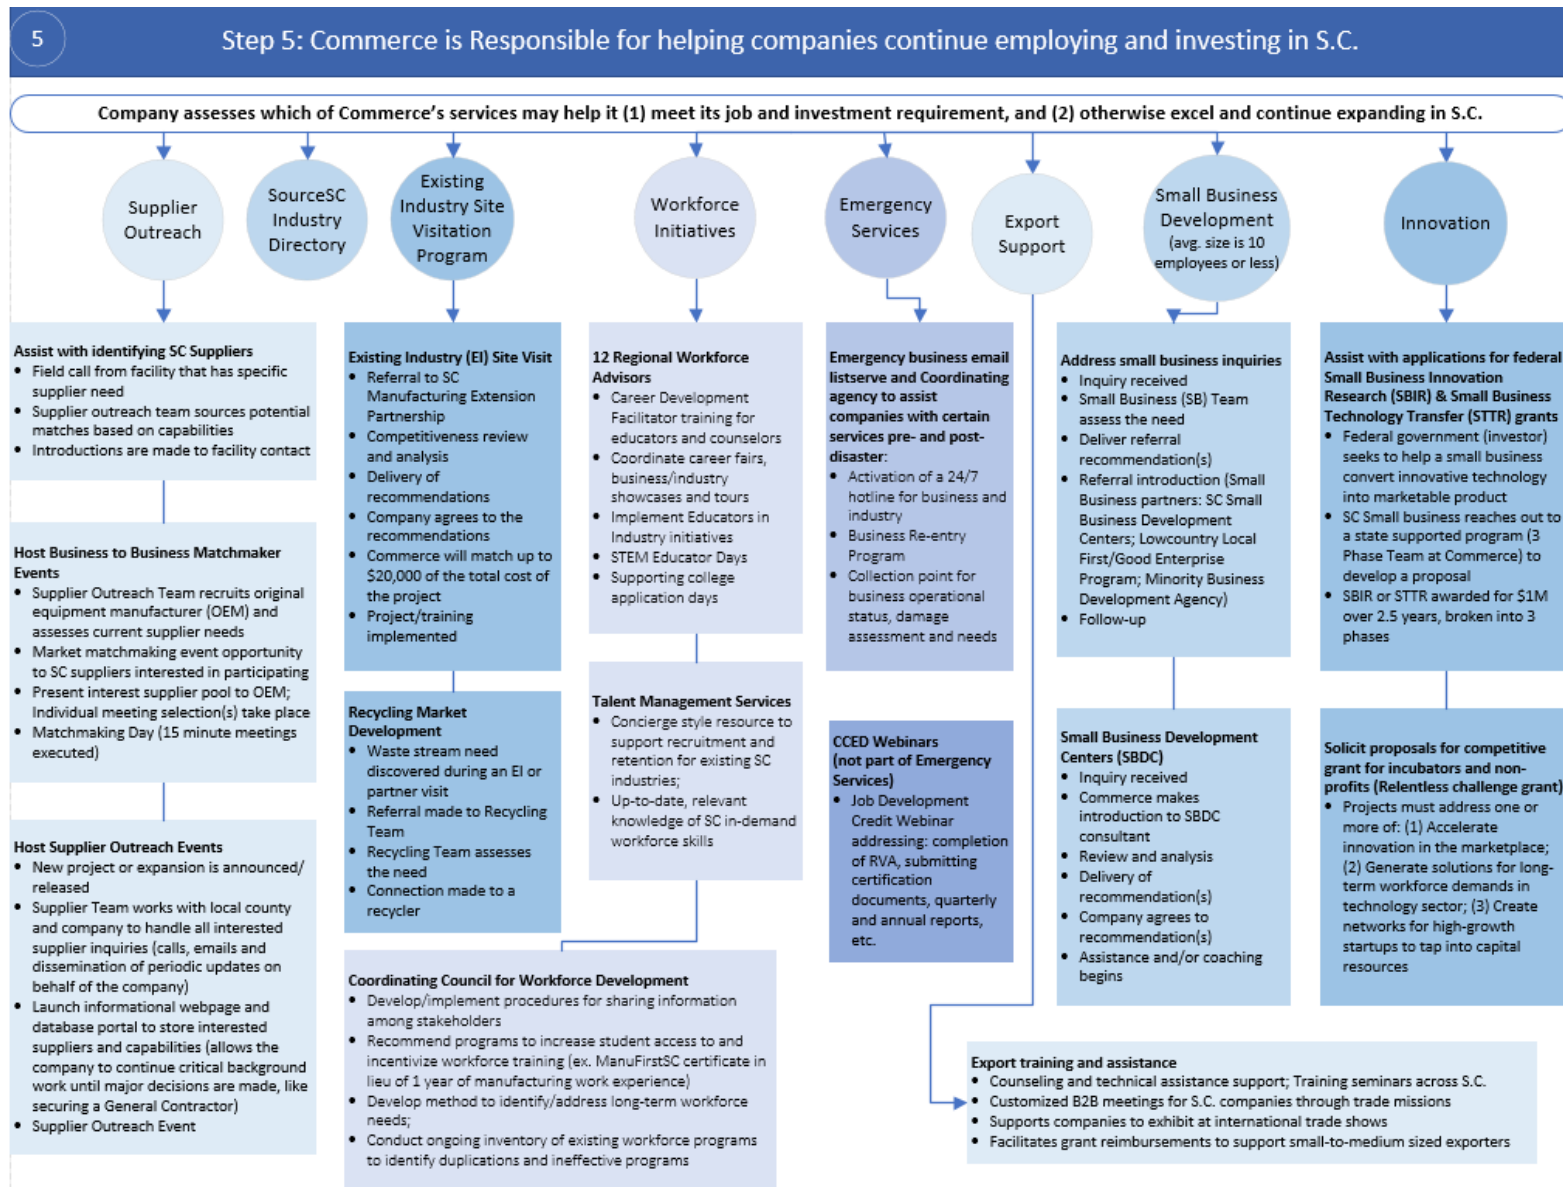 5
Step 5: Commerce is Responsible for helping companies continue employing and investing in S.C.
Company assesses which of Commerce's services may help it (1) meet its job and investment requirement, and (2) otherwise excel and continue expanding in S.C.
Supplier
Outreach
SourceSC
Industry
Directory
Existing
Industry Site
Visitation
Program
Workforce
Initiatives
Emergency
Services
Export
Support
Small Business
Development
(avg. size is 10
employees or less)
Innovation
Assist with identifying SC Suppliers
• Field call from facility that has specific
supplier need
• Supplier outreach team sources potential
matches based on capabilities
• Introductions are made to facility contact
Host Business to Business Matchmaker
Events
• Supplier Outreach Team recruits original
equipment manufacturer (OEM) and
assesses current supplier needs
• Market matchmaking event opportunity
to SC suppliers interested in participating
• Present interest supplier pool to OEM;
Individual meeting selection(s) take place
• Matchmaking Day (15 minute meetings
executed)
Host Supplier Outreach Events
• New project or expansion is announced/
released
• Supplier Team works with local county
and company to handle all interested
supplier inquiries (calls, emails and
dissemination of periodic updates on
behalf of the company)
• Launch informational webpage and
database portal to store interested
suppliers and capabilities (allows the
company to continue critical background
work until major decisions are made, like
securing a General Contractor)
• Supplier Outreach Event
Existing Industry (EI) Site Visit
• Referral to SC
Manufacturing Extension
Partnership
• Competitiveness review
and analysis
• Delivery of
recommendations
• Company agrees to the
recommendations
• Commerce will match up to
$20,000 of the total cost of
the project
• Project/training
implemented
Recycling Market
Development
• Waste stream need
discovered during an EI or
partner visit
• Referral made to Recycling
Team
• Recycling Team assesses
the need
• Connection made to a
recycler
12 Regional Workforce
Advisors
• Career Development
Facilitator training for
educators and counselors
• Coordinate career fairs,
business/industry
showcases and tours
• Implement Educators in
Industry initiatives
• STEM Educator Days
• Supporting college
application days
Talent Management Services
• Concierge style resource to
support recruitment and
retention for existing SC
industries;
• Up-to-date, relevant
knowledge of SC in-demand
workforce skills
Coordinating Council for Workforce Development
• Develop/implement procedures for sharing information
among stakeholders
• Recommend programs to increase student access to and
incentivize workforce training (ex. ManuFirstSC certificate in
lieu of 1 year of manufacturing work experience)
• Develop method to identify/address long-term workforce
needs;
• Conduct ongoing inventory of existing workforce programs
to identify duplications and ineffective programs
Emergency business email
listserve and Coordinating
agency to assist
companies with certain
services pre- and post-
disaster:
• Activation of a 24/7
hotline for business and
industry
• Business Re-entry
Program
• Collection point for
business operational
status, damage
assessment and needs
CCED Webinars
(not part of Emergency
Services)
• Job Development
Credit Webinar
addressing: completion
of RVA, submitting
certification
documents, quarterly
and annual reports,
etc.
Address small business inquiries
• Inquiry received
• Small Business (SB) Team
assess the need
• Deliver referral
recommendation(s)
• Referral introduction (Small
Business partners: SC Small
Business Development
Centers; Lowcountry Local
First/Good Enterprise
Program; Minority Business
Development Agency)
• Follow-up
Small Business Development
Centers (SBDC)
• Inquiry received
• Commerce makes
introduction to SBDC
consultant
• Review and analysis
• Delivery of
recommendation(s)
• Company agrees to
recommendation(s)
• Assistance and/or coaching
begins
Assist with applications for federal
Small Business Innovation
Research (SBIR) & Small Business
Technology Transfer (STTR) grants
• Federal government (investor)
seeks to help a small business
convert innovative technology
into marketable product
• SC Small business reaches out to
a state supported program (3
Phase Team at Commerce) to
develop a proposal
• SBIR or STTR awarded for $1M
over 2.5 years, broken into 3
phases
Solicit proposals for competitive
grant for incubators and non-
profits (Relentless challenge grant)
• Projects must address one or
more of: (1) Accelerate
innovation in the marketplace;
(2) Generate solutions for long-
term workforce demands in
technology sector; (3) Create
networks for high-growth
startups to tap into capital
resources
Export training and assistance
• Counseling and technical assistance support; Training seminars across S.C.
• Customized B2B meetings for S.C. companies through trade missions
• Supports companies to exhibit at international trade shows
• Facilitates grant reimbursements to support small-to-medium sized exporters